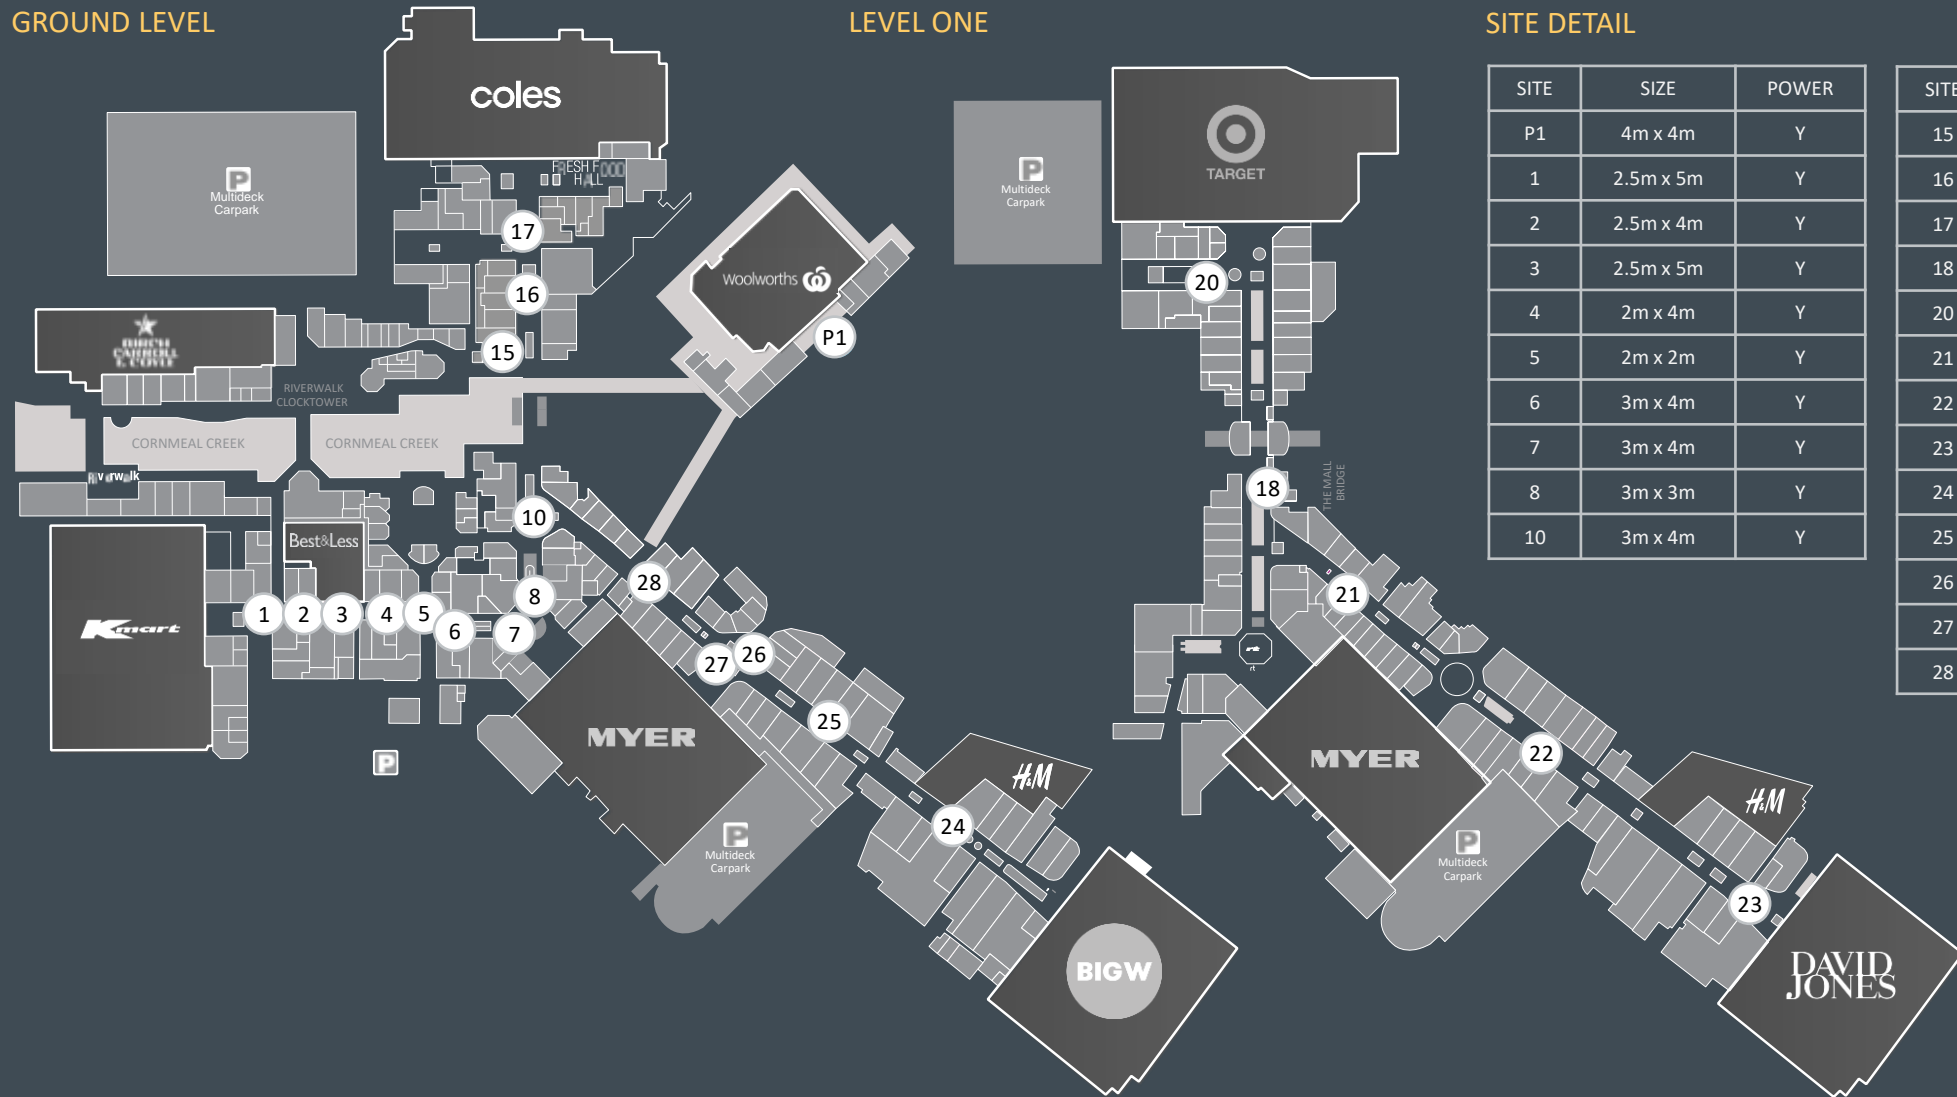 GROUND LEVEL
coles
FRESH FOOD
HALL
P
Multideck
Carpark
17
16
15
woolworths
P1
BIRCH
CARROLL
& COYLE
RIVERWALK
CLOCKTOWER
CORNMEAL CREEK
CORNMEAL CREEK
Riverwalk
Best&Less
10
Kmart
1
2
3
4
5
6
7
8
28
27
26
25
24
MYER
P
P
Multideck
Carpark
H&M
BIGW
LEVEL ONE
P
Multideck
Carpark
TARGET
20
THE MALL
BRIDGE
18
21
22
23
MYER
P
Multideck
Carpark
H&M
DAVID
JONES
SITE DETAIL
SITE SIZE POWER
P1 4m x 4m Y
1 2.5m x 5m Y
2 2.5m x 4m Y
3 2.5m x 5m Y
4 2m x 4m Y
5 2m x 2m Y
6 3m x 4m Y
7 3m x 4m Y
8 3m x 3m Y
10 3m x 4m Y
SITE
15
16
17
18
20
21
22
23
24
25
26
27
28